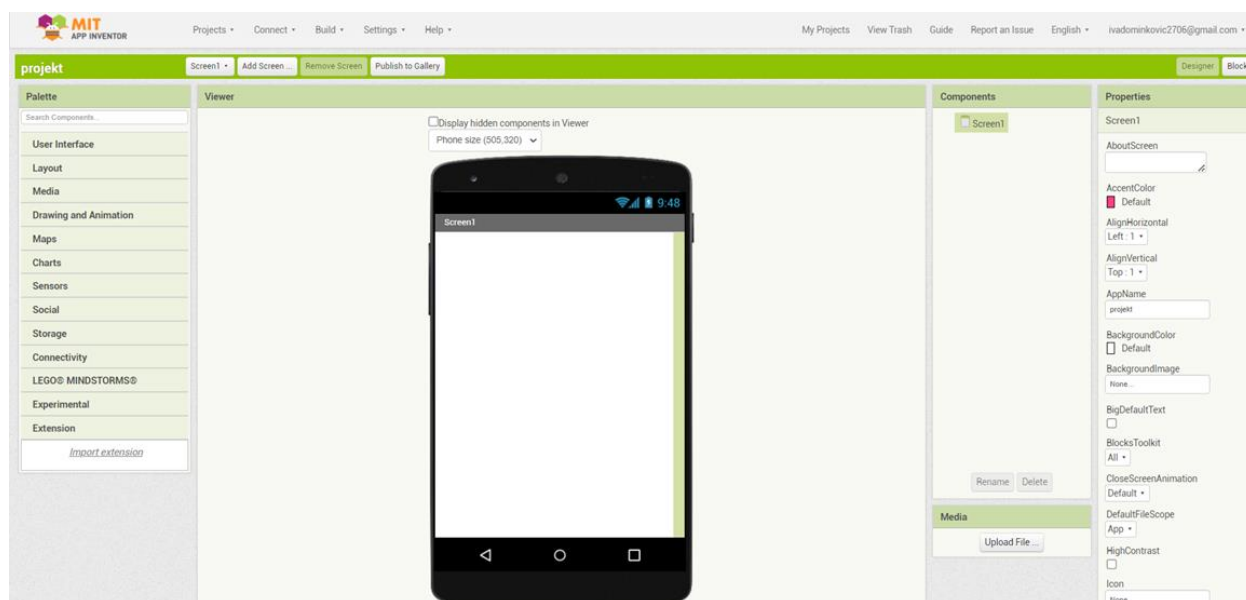 MIT
APP INVENTOR
Projects
Connect
Build
Settings
Help
My Projects
View Trash
Guide
Report an Issue
English
ivadominkovic2706@gmail.com
projekt
Screen1
Add Screen ...
Remove Screen
Publish to Gallery
Designer
Block
Palette
Search Components...
User Interface
Layout
Media
Drawing and Animation
Maps
Charts
Sensors
Social
Storage
Connectivity
LEGO® MINDSTORMS®
Experimental
Extension
Import extension
Viewer
Display hidden components in Viewer
Phone size (505,320)
9:48
Screen1
Components
Screen1
Rename
Delete
Media
Upload File ...
Properties
Screen1
AboutScreen
AccentColor
Default
AlignHorizontal
Left : 1
AlignVertical
Top : 1
AppName
projekt
BackgroundColor
Default
BackgroundImage
None...
BigDefaultText
BlocksToolkit
All
CloseScreenAnimation
Default
DefaultFileScope
App
HighContrast
Icon
None...